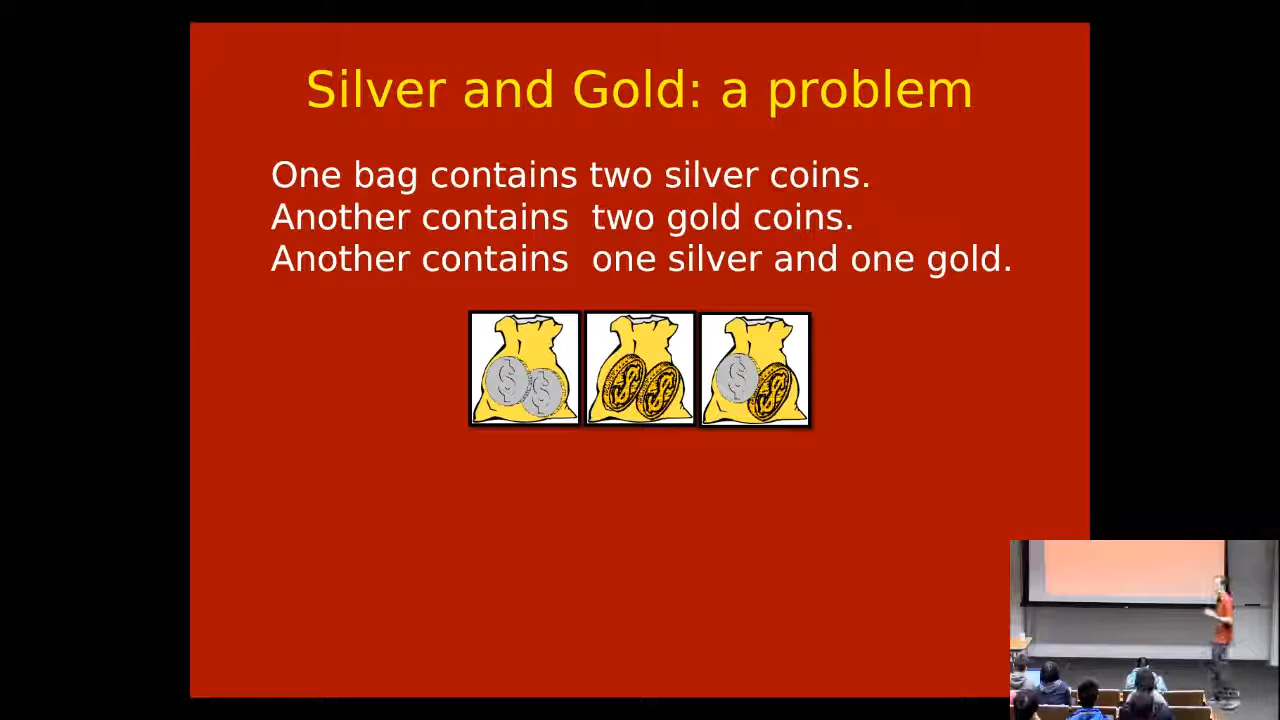 Silver and Gold: a problem
One bag contains two silver coins.
Another contains  two gold coins.
Another contains  one silver and one gold.
$ $
$ $
$ $